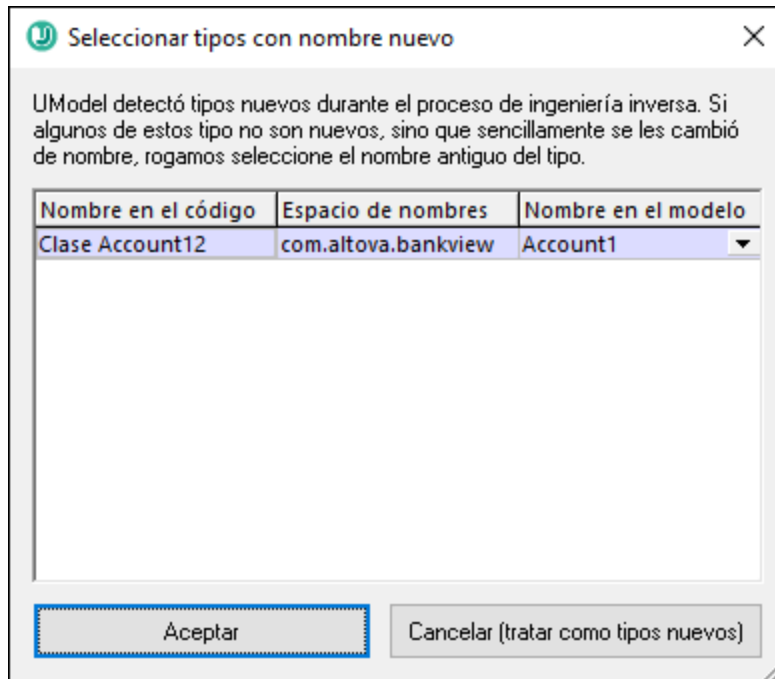 Seleccionar tipos con nombre nuevo
UModel detectó tipos nuevos durante el proceso de ingeniería inversa. Si
algunos de estos tipo no son nuevos, sino que sencillamente se les cambió
de nombre, rogamos seleccione el nombre antiguo del tipo.
Nombre en el código Espacio de nombres Nombre en el modelo
Clase Account12 com.altova.bankview Account1
Aceptar Cancelar (tratar como tipos nuevos)